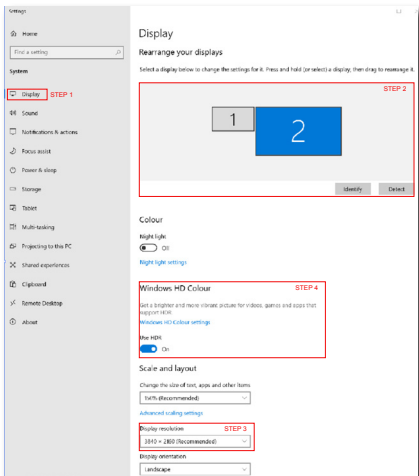 Settings
Home
Find a setting
System
Display
STEP 1
Sound
Notifications & actions
Focus assist
Power & sleep
Storage
Tablet
Multi-tasking
Projecting to this PC
Shared experiences
Clipboard
Remote Desktop
About
Display
Rearrange your displays
Select a display below to change the settings for it. Press and hold (or select) a display, then drag to rearrange it.
STEP 2
1
2
Identify
Detect
Colour
Night light
Off
Night light settings
Windows HD Colour
STEP 4
Get a brighter and more vibrant picture for videos, games and apps that
support HDR.
Windows HD Colour settings
Use HDR
On
Scale and layout
Change the size of text, apps and other items
150% (Recommended)
Advanced scaling settings
Display resolution
STEP 3
3840 × 2160 (Recommended)
Display orientation
Landscape